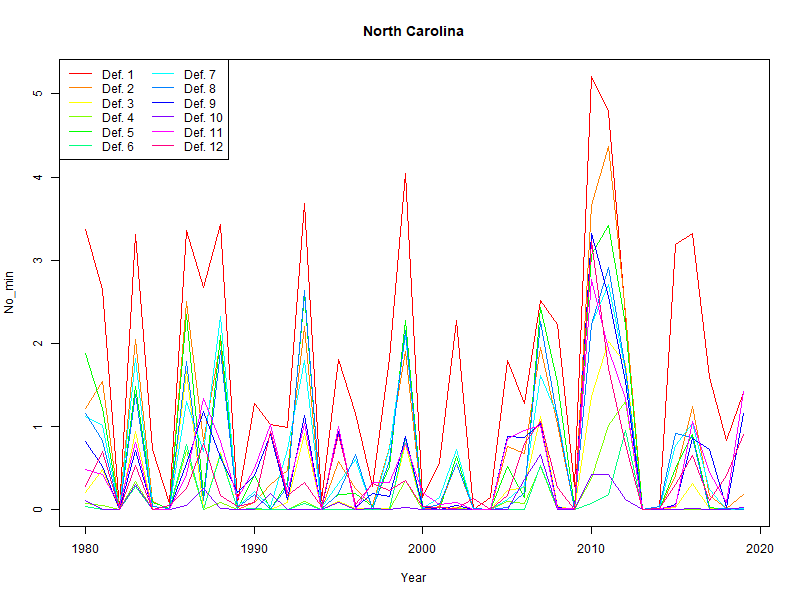 North Carolina
Def. 1 Def. 7
Def. 2 Def. 8
Def. 3 Def. 9
Def. 4 Def. 10
Def. 5 Def. 11
Def. 6 Def. 12
No_min
5
4
3
2
1
0
1980 1990 2000 2010 2020
Year